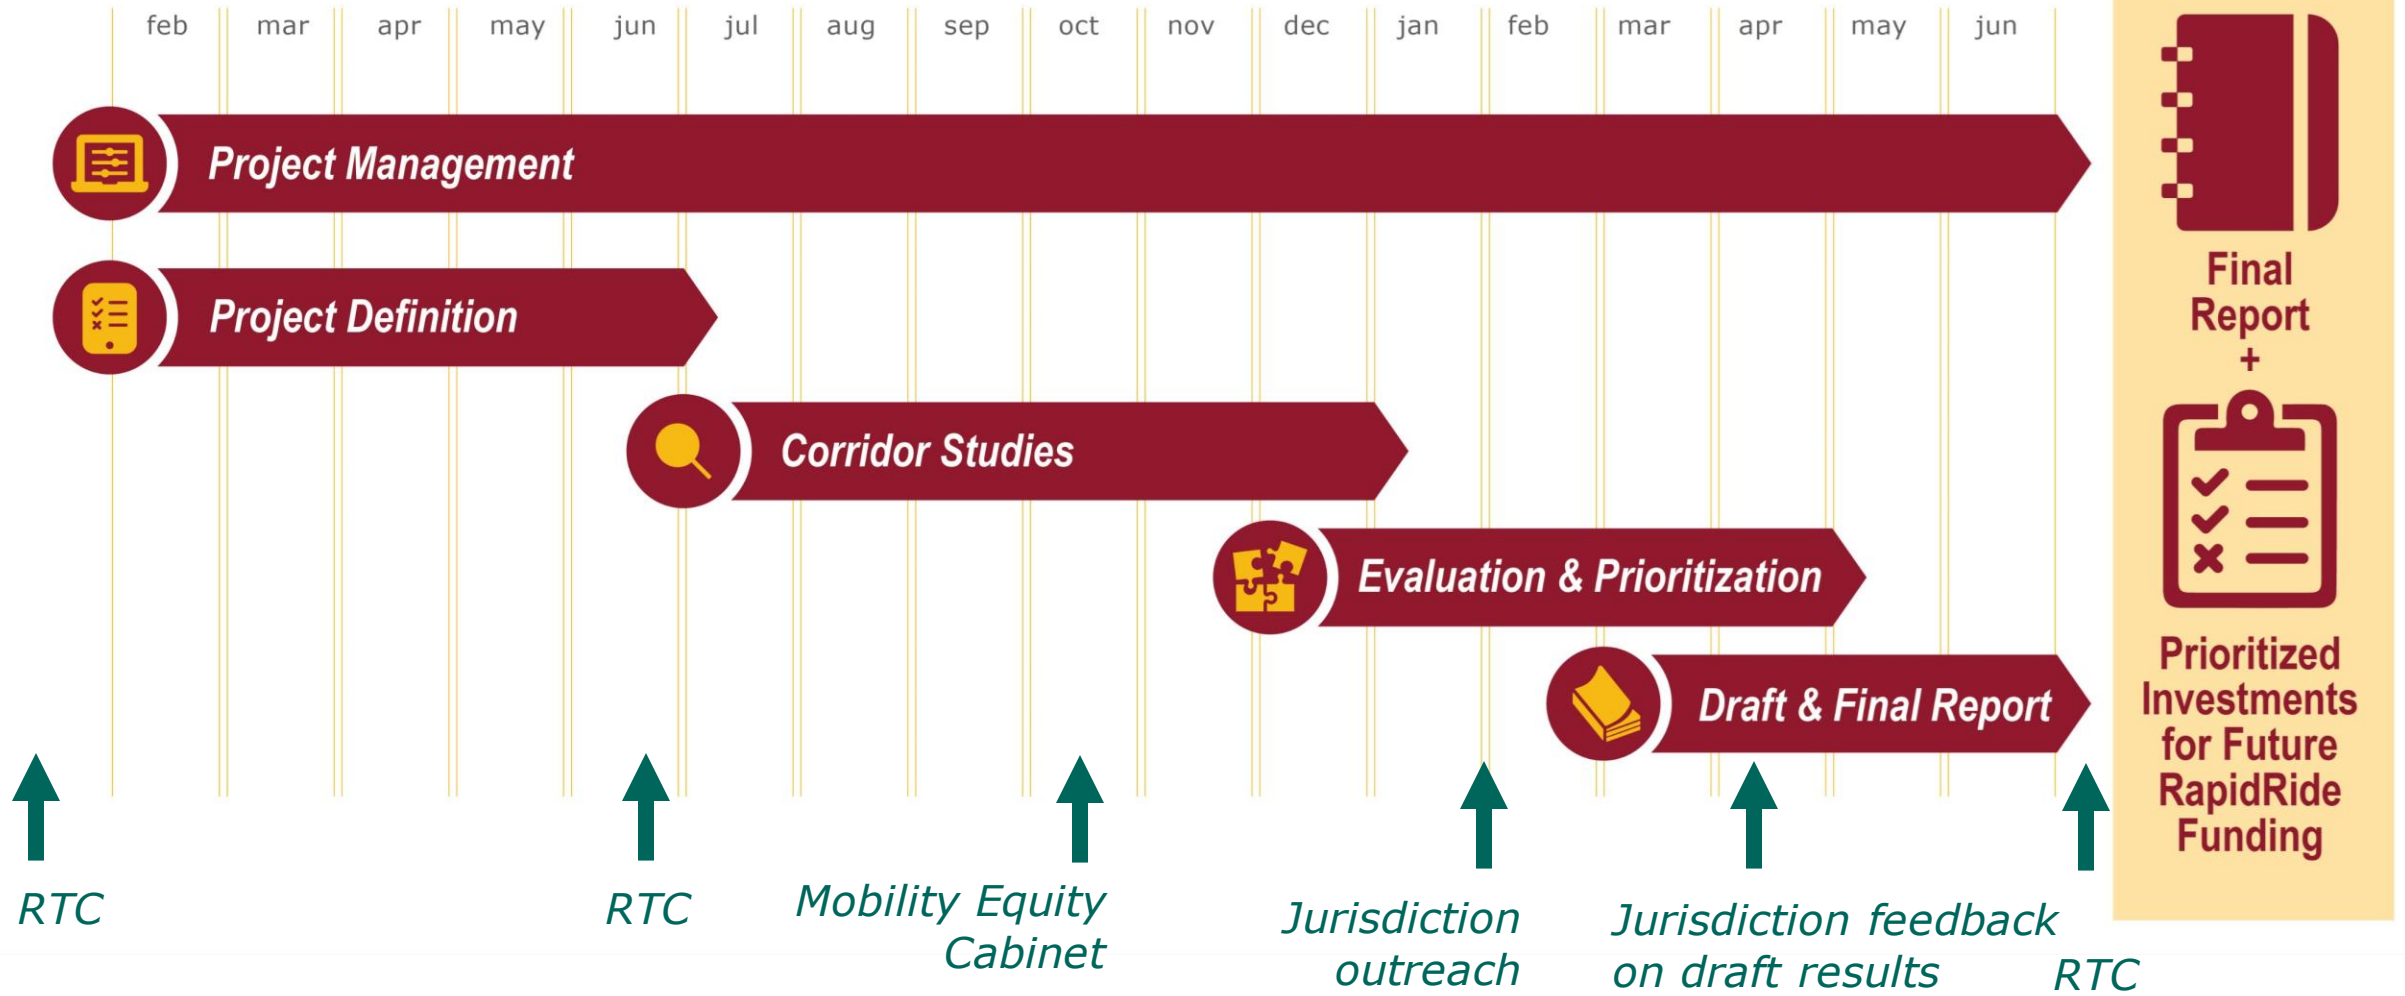 feb mar apr may jun jul aug sep oct nov dec jan feb mar apr may jun
Project Management
Project Definition
Corridor Studies
Evaluation & Prioritization
Draft & Final Report
Final
Report
+
Prioritized
Investments
for Future
RapidRide
Funding
RTC
RTC
Mobility Equity
Cabinet
Jurisdiction
outreach
Jurisdiction feedback
on draft results
RTC